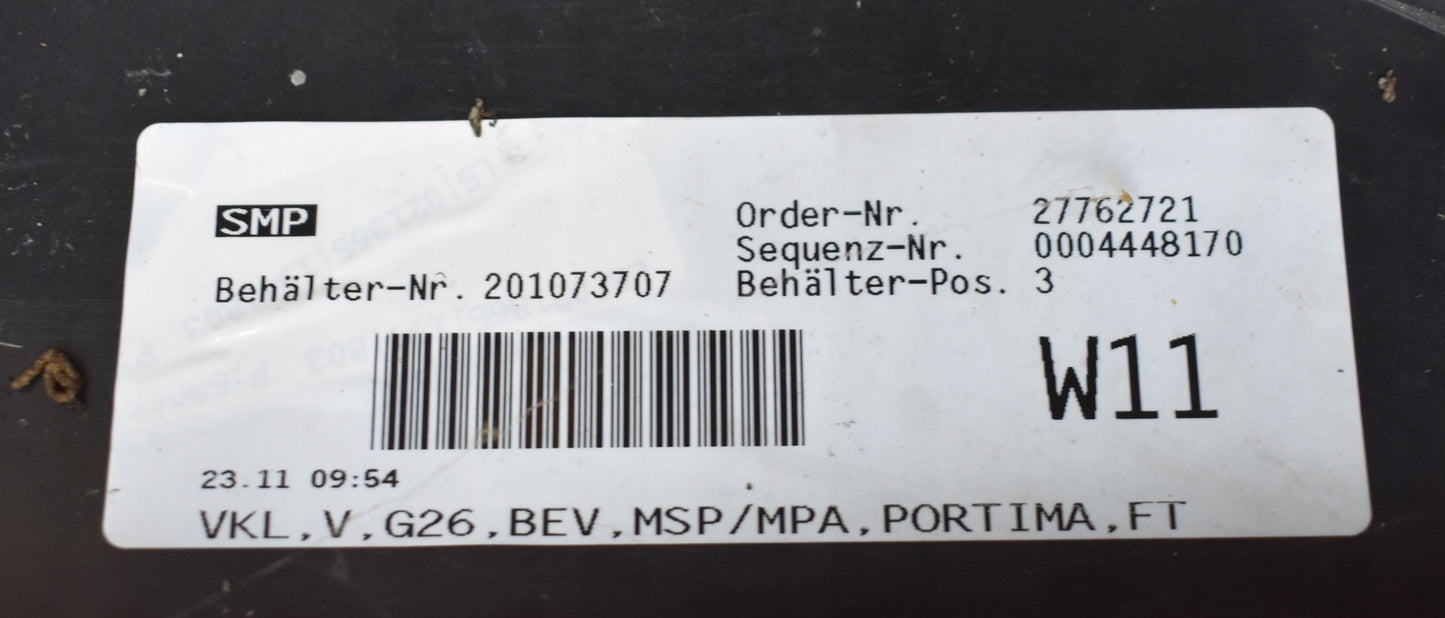 SMP
Order-Nr. 27762721
Sequenz-Nr. 0004448170
Behälter-Nr. 201073707 Behälter-Pos. 3
W11
23.11 09:54
VKL,V,G26,BEV,MSP/MPA,PORTIMA,FT